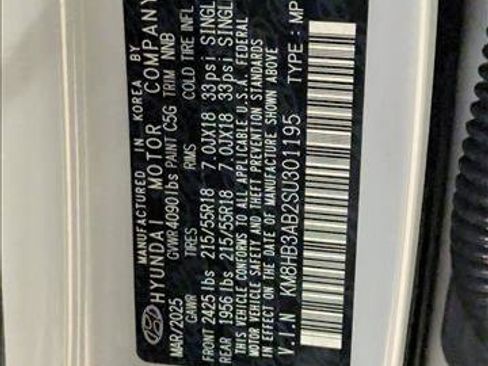 MANUFACTURED IN KOREA BY
HYUNDAI MOTOR COMPANY
MAR/2025 GVWR 4090lbs PAINT C5G TRIM NNB
GAWR TIRES RIMS COLD TIRE INF
FRONT 2425lbs 215/55R18 7.0JX18 33psi SINGL
REAR 1956lbs 215/55R18 7.0JX18 33psi SINGL
THIS VEHICLE CONFORMS TO ALL APPLICABLE U.S.A. FEDERAL
MOTOR VEHICLE SAFETY AND THEFT PREVENTION STANDARDS
IN EFFECT ON THE DATE OF MANUFACTURE SHOWN ABOVE
V.I.N KM8HB3AB2SU301195 TYPE : MP